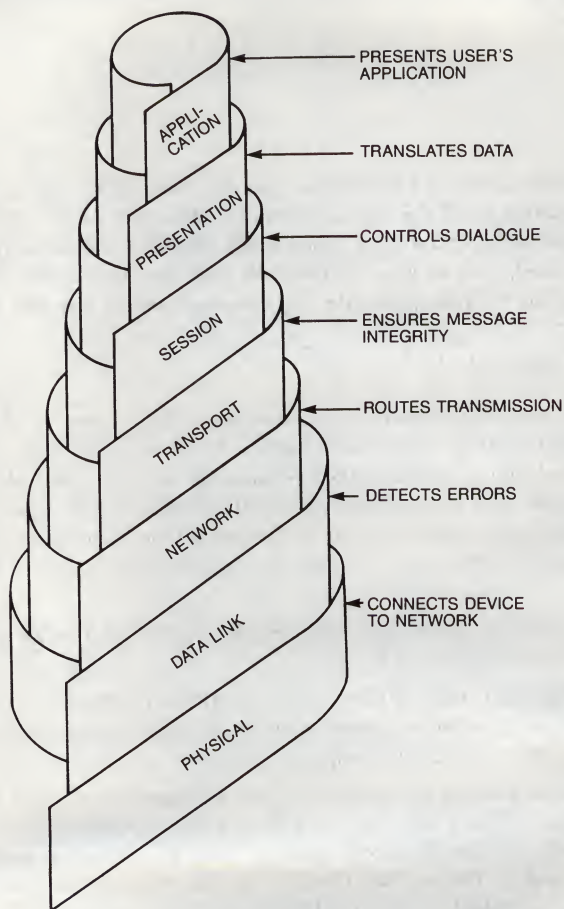 PRESENTS USER'S
APPLICATION
APPLI-
CATION
TRANSLATES DATA
PRESENTATION
CONTROLS DIALOGUE
SESSION
ENSURES MESSAGE
INTEGRITY
TRANSPORT
ROUTES TRANSMISSION
NETWORK
DETECTS ERRORS
DATA LINK
CONNECTS DEVICE
TO NETWORK
PHYSICAL